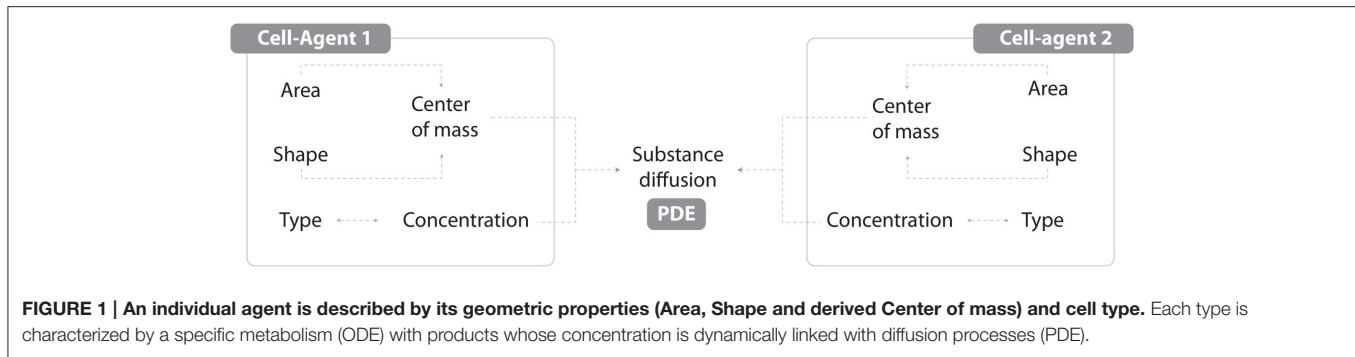 Cell-Agent 1
Area
Center
of mass
Shape
Type
Concentration
Substance
diffusion
PDE
Cell-agent 2
Area
Center
of mass
Shape
Concentration
Type
FIGURE 1 | An individual agent is described by its geometric properties (Area, Shape and derived Center of mass) and cell type. Each type is
characterized by a specific metabolism (ODE) with products whose concentration is dynamically linked with diffusion processes (PDE).